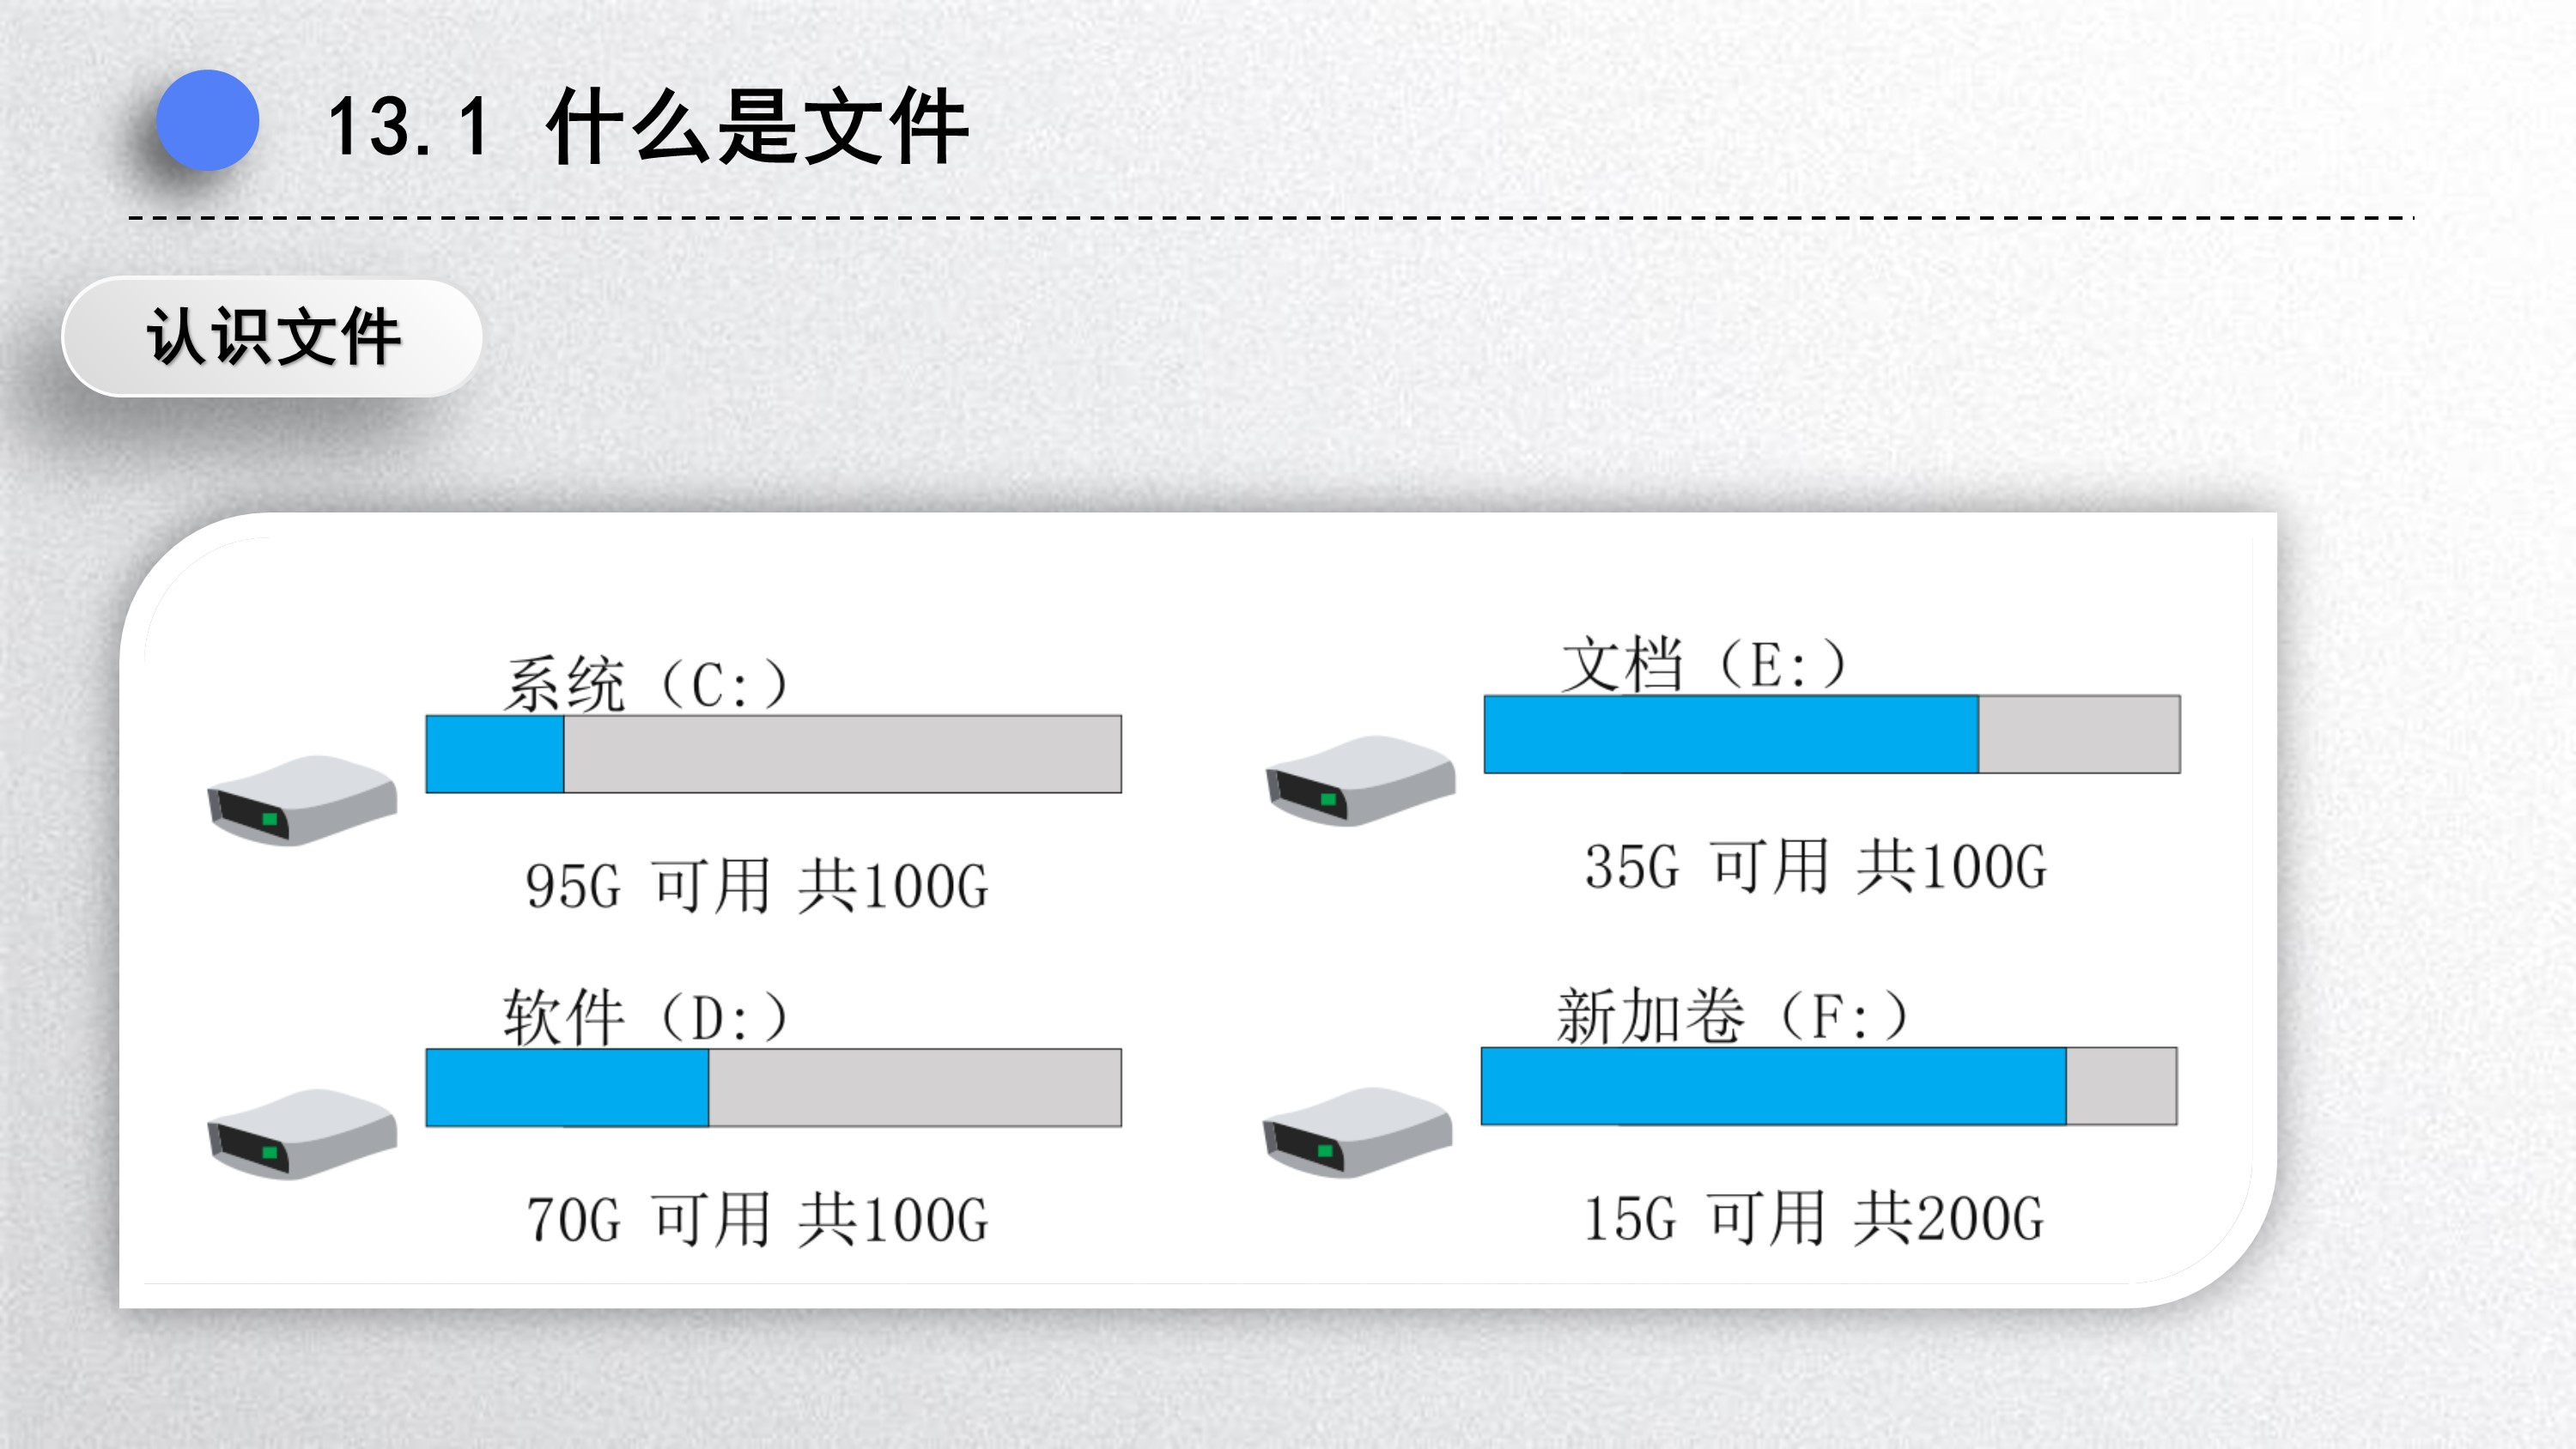 13.1 什么是文件
认识文件
系统（C:）
95G 可用 共100G
软件（D:）
70G 可用 共100G
文档（E:）
35G 可用 共100G
新加卷（F:）
15G 可用 共200G